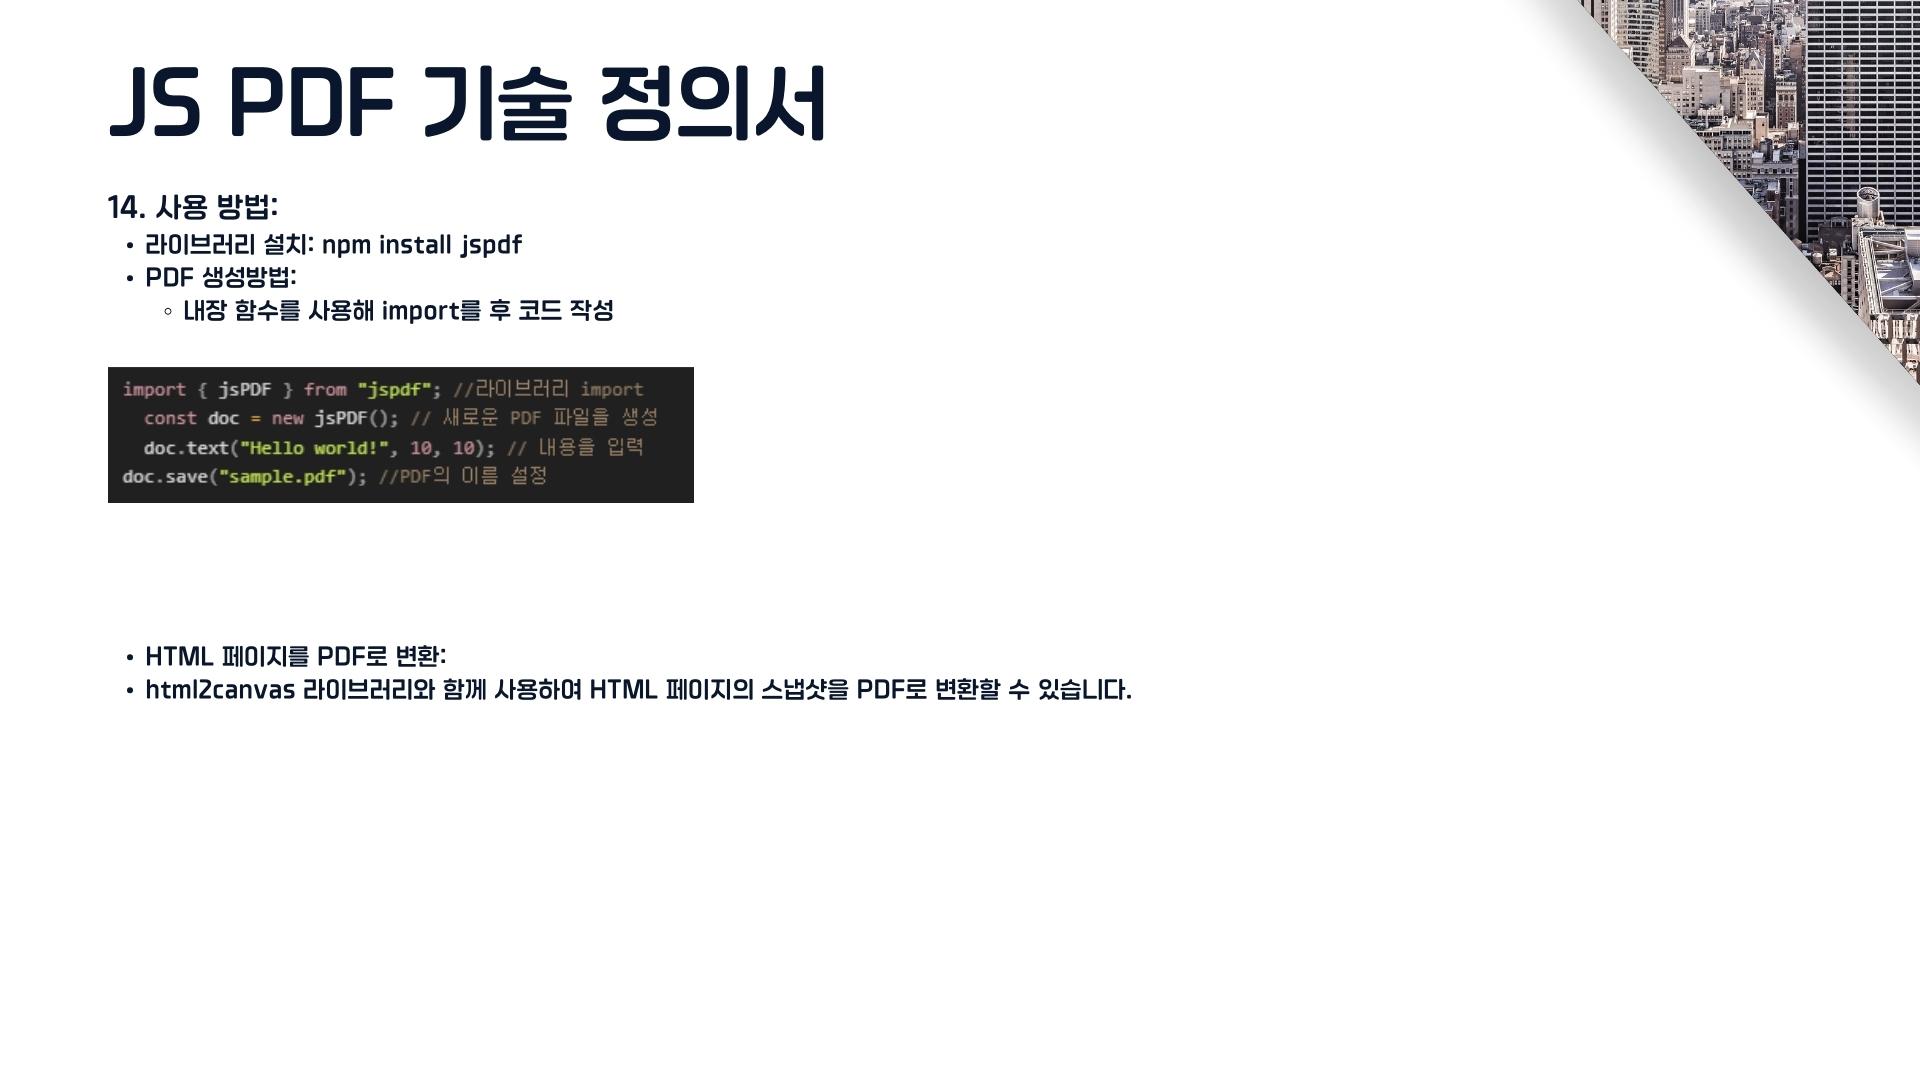 JS PDF 기술 정의서
14. 사용 방법:
• 라이브러리 설치: npm install jspdf
• PDF 생성방법:
◦ 내장 함수를 사용해 import를 후 코드 작성
import { jsPDF } from "jspdf"; //라이브러리 import
const doc = new jsPDF(); // 새로운 PDF 파일을 생성
doc.text("Hello world!", 10, 10); // 내용을 입력
doc.save("sample.pdf"); //PDF의 이름 설정
• HTML 페이지를 PDF로 변환:
• html2canvas 라이브러리와 함께 사용하여 HTML 페이지의 스냅샷을 PDF로 변환할 수 있습니다.